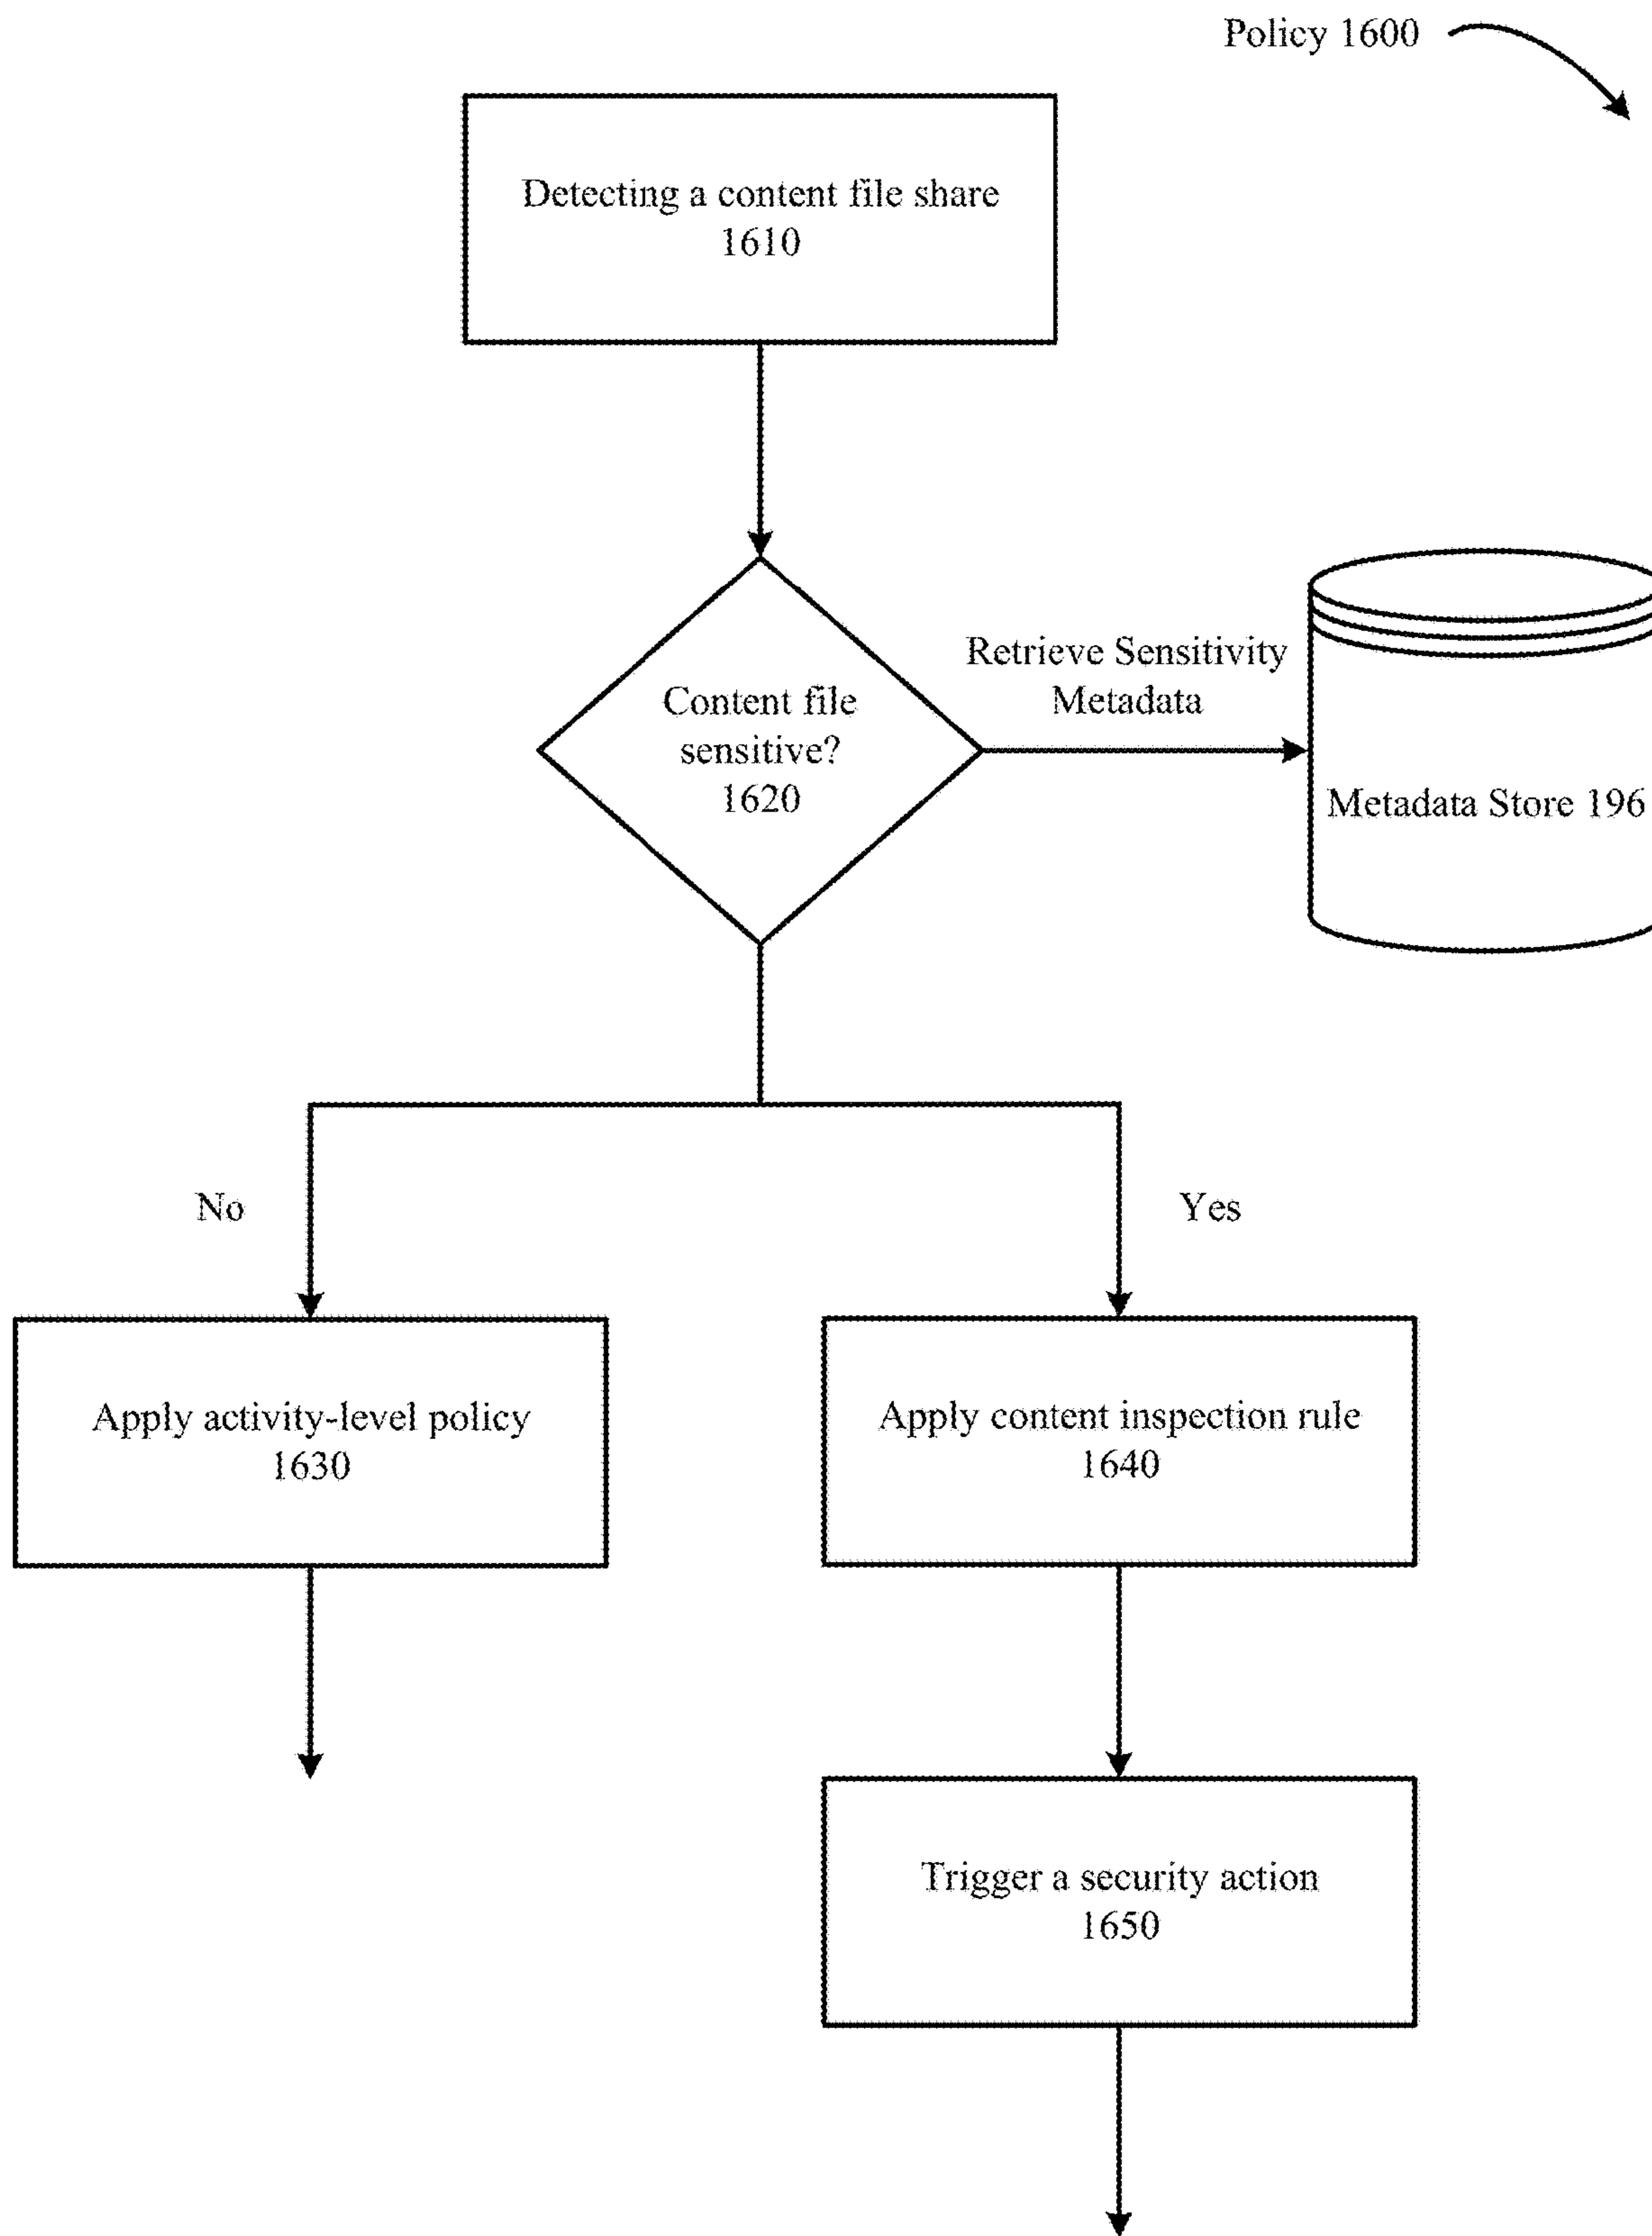 Policy 1600
Detecting a content file share
1610
Retrieve Sensitivity
Metadata
Content file
sensitive?
1620
Metadata Store 196
No
Yes
Apply activity-level policy
1630
Apply content inspection rule
1640
Trigger a security action
1650